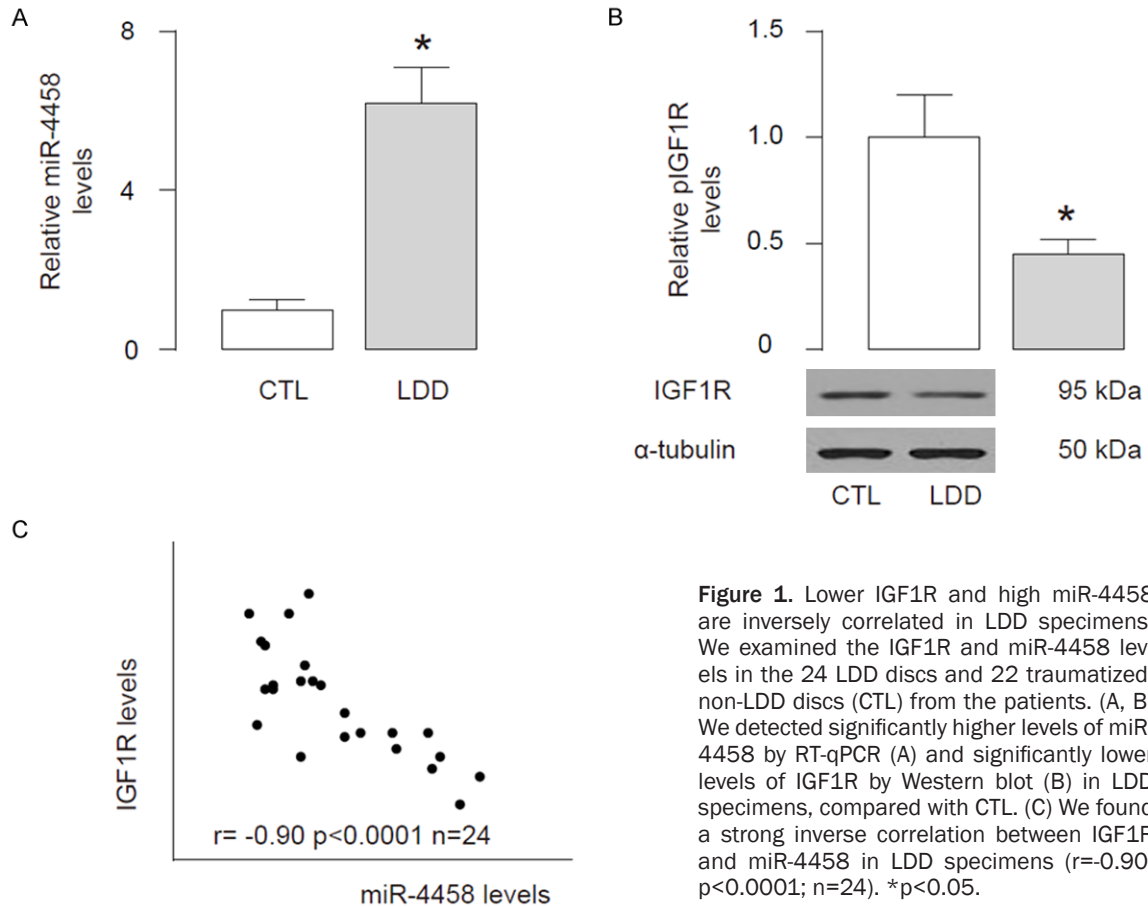 A
8
4
0
Relative miR-4458
levels
*
CTL
LDD
B
1.5
1.0
0.5
0
Relative pIGF1R
levels
*
IGF1R
95 kDa
α-tubulin
50 kDa
CTL
LDD
C
IGF1R levels
r= -0.90 p<0.0001 n=24
miR-4458 levels
Figure 1. Lower IGF1R and high miR-4458
are inversely correlated in LDD specimens
We examined the IGF1R and miR-4458 lev
els in the 24 LDD discs and 22 traumatized
non-LDD discs (CTL) from the patients. (A, B
We detected significantly higher levels of miR
4458 by RT-qPCR (A) and significantly lower
levels of IGF1R by Western blot (B) in LDD
specimens, compared with CTL. (C) We found
a strong inverse correlation between IGF1R
and miR-4458 in LDD specimens (r=-0.90
p<0.0001; n=24). *p<0.05.